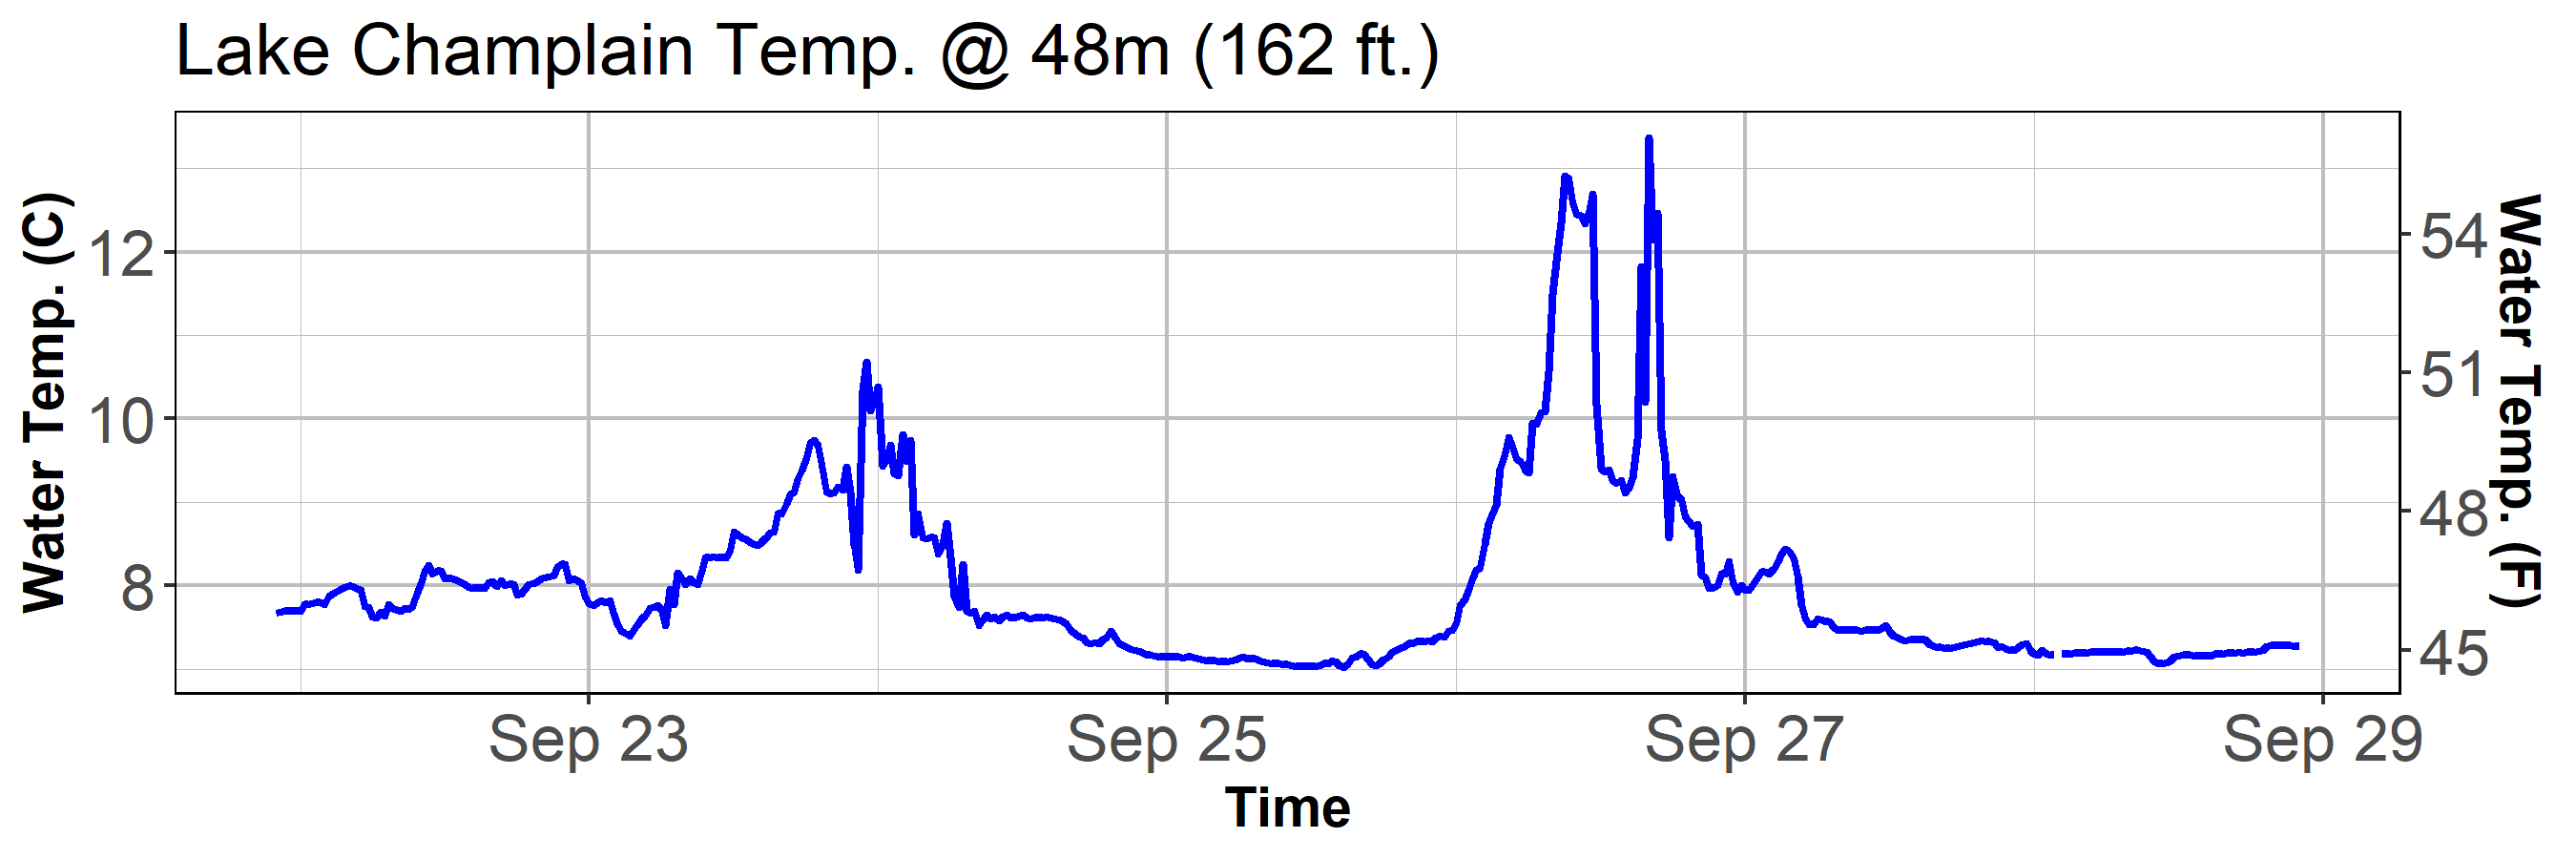 Lake Champlain Temp. @ 48m (162 ft.)
Water Temp. (C)
12
10
8
54
51
48
45
Water Temp. (F)
Sep 23
Sep 25
Sep 27
Sep 29
Time